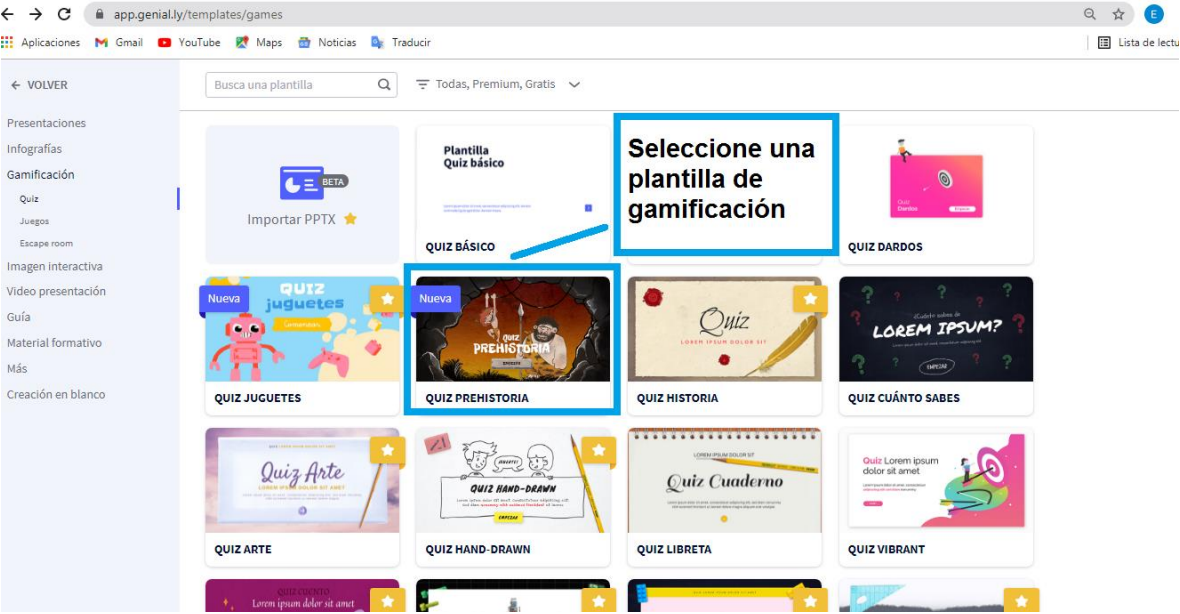 app.genial.ly/templates/games
E
Aplicaciones Gmail YouTube Maps Noticias Traducir
Lista de lectu
← VOLVER
Busca una plantilla
Todas, Premium, Gratis
Presentaciones
Infografías
Gamificación
Quiz
Juegos
Escape room
Imagen interactiva
Video presentación
Guía
Material formativo
Más
Creación en blanco
BETA
Importar PPTX
Plantilla
Quiz básico
QUIZ BÁSICO
Seleccione una
plantilla de
gamificación
Quiz
Dardos
QUIZ DARDOS
Nueva
QUIZ
juguetes
QUIZ JUGUETES
Nueva
QUIZ
PREHISTORIA
QUIZ PREHISTORIA
Quiz
LOREM IPSUM DOLOR SIT
QUIZ HISTORIA
¿Cuánto sabes de
LOREM IPSUM?
EMPEZAR
QUIZ CUÁNTO SABES
Quiz Arte
LOREM IPSUM DOLOR SIT
QUIZ ARTE
QUIZ HAND-DRAWN
EMPEZAR
QUIZ HAND-DRAWN
LOREM IPSUM DOLOR SIT
Quiz Cuaderno
QUIZ LIBRETA
Quiz Lorem ipsum
dolor sit amet
QUIZ VIBRANT
QUIZ CUENTO
Lorem ipsum dolor sit amet